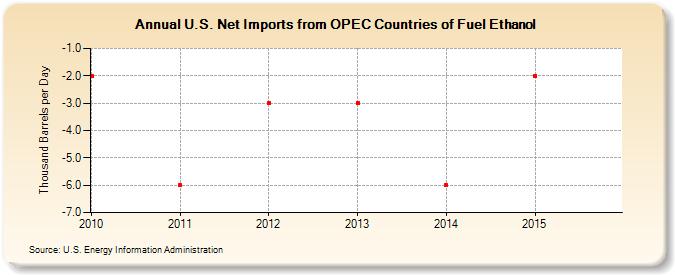 Annual U.S. Net Imports from OPEC Countries of Fuel Ethanol
Thousand Barrels per Day
-1.0
-2.0
-3.0
-4.0
-5.0
-6.0
-7.0
2010 2011 2012 2013 2014 2015
Source: U.S. Energy Information Administration